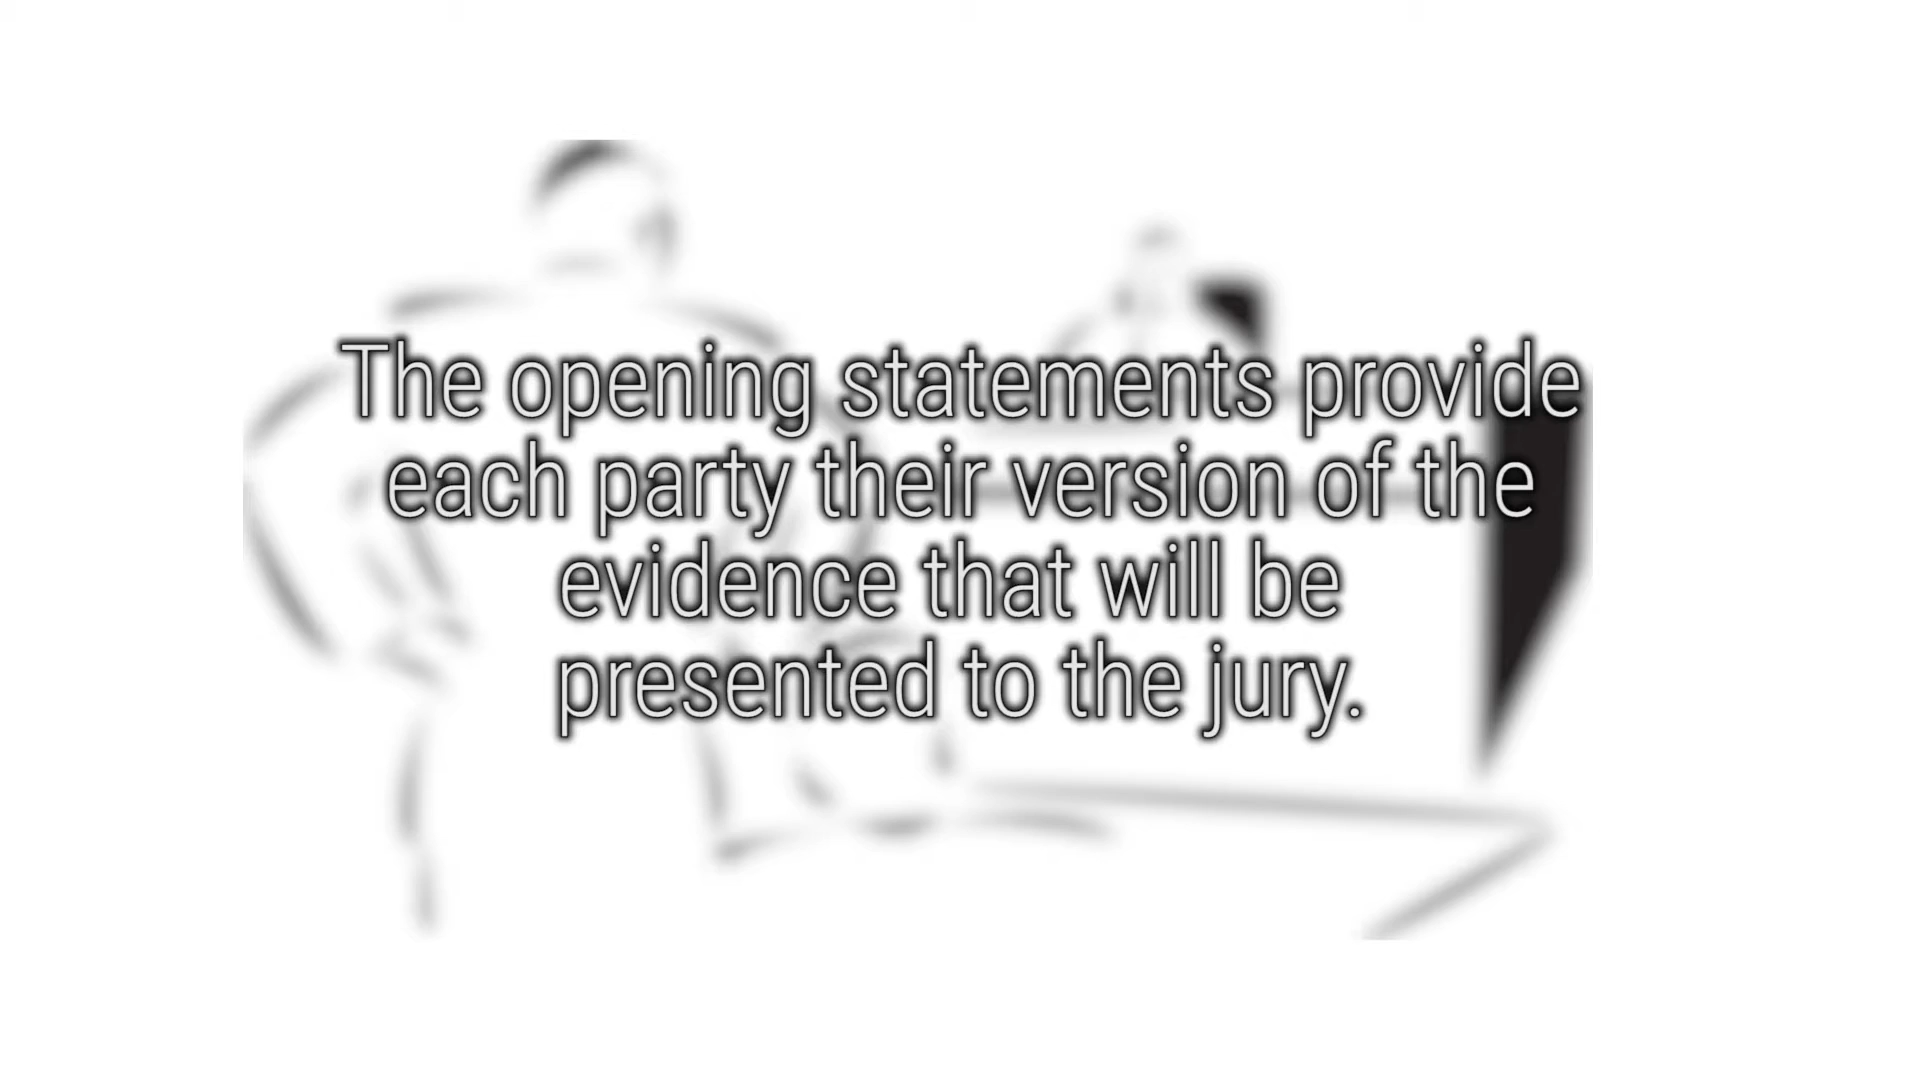 The opening statements provide
each party their version of the
evidence that will be
presented to the jury.